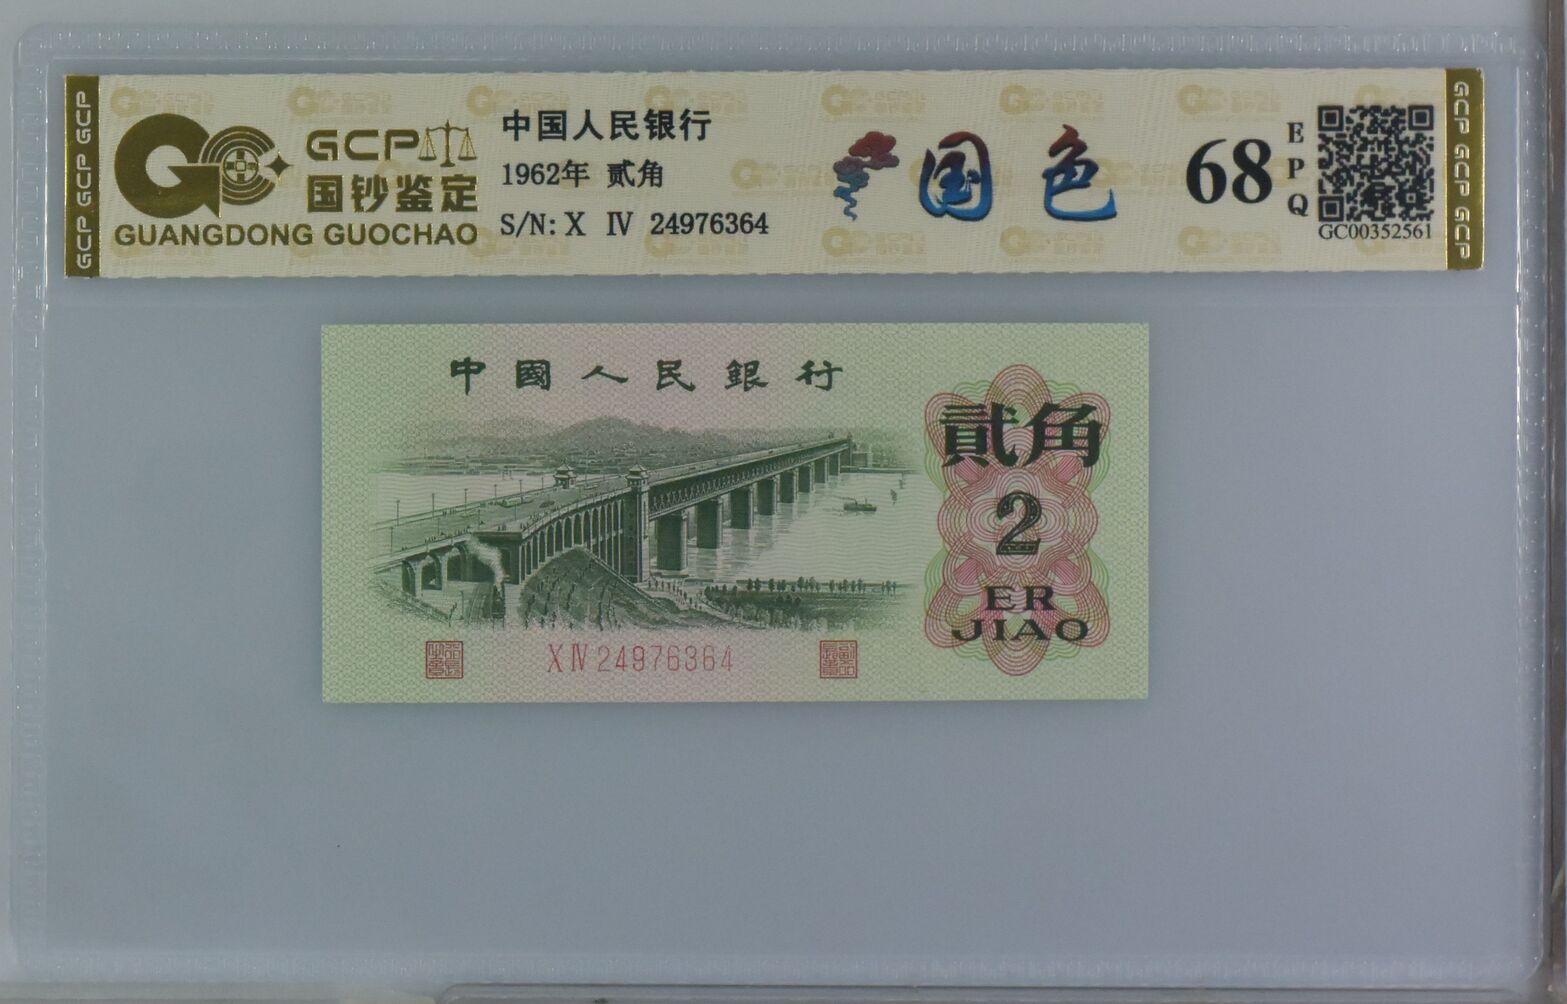 GCP GCP GCP
GCP
国钞鉴定
GUANGDONG GUOCHAO
中国人民银行
1962年 贰角
S/N: X IV 24976364
国色
68
EPQ
GC00352561
GCP GCP GCP
中國人民銀行
貳角
2
ER
JIAO
X IV 24976364